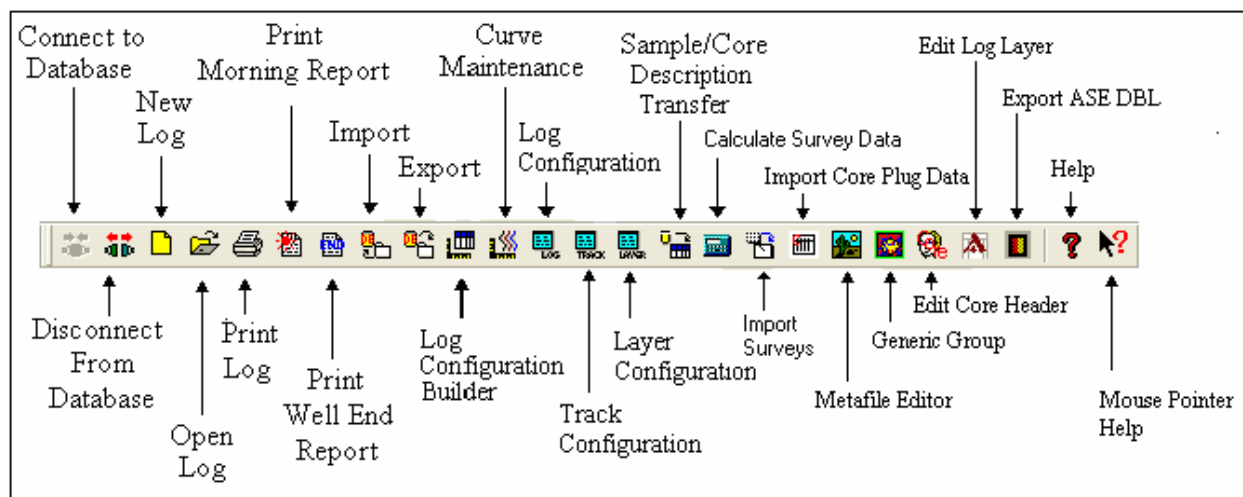 Connect to
Database
New
Log
Print
Morning Report
Import
Export
Curve
Maintenance
Log
Configuration
Sample/Core
Description
Transfer
Calculate Survey Data
Import Core Plug Data
Edit Log Layer
Export ASE DBL
Help
LOG
TRACK
LAYER
Disconnect
From
Database
Open
Log
Print
Log
Print
Well End
Report
Log
Configuration
Builder
Track
Configuration
Layer
Configuration
Import
Surveys
Metafile Editor
Generic Group
Edit Core Header
Mouse Pointer
Help